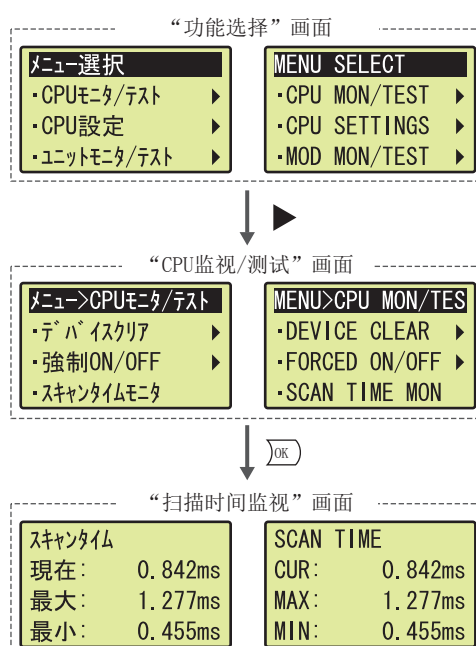 “功能选择”画面
ﾒﾆｭｰ選択
･CPUﾓﾆﾀ/ﾃｽﾄ ▶
･CPU設定 ▶
･ﾕﾆｯﾄﾓﾆﾀ/ﾃｽﾄ ▶
MENU SELECT
･CPU MON/TEST ▶
･CPU SETTINGS ▶
･MOD MON/TEST ▶
▶
“CPU监视/测试”画面
ﾒﾆｭｰ>CPUﾓﾆﾀ/ﾃｽﾄ
･ﾃﾞﾊﾞｲｽｸﾘｱ ▶
･強制ON/OFF ▶
･ｽｷｬﾝﾀｲﾑﾓﾆﾀ
MENU>CPU MON/TES
･DEVICE CLEAR ▶
･FORCED ON/OFF ▶
･SCAN TIME MON
OK
“扫描时间监视”画面
ｽｷｬﾝﾀｲﾑ
現在: 0.842ms
最大: 1.277ms
最小: 0.455ms
SCAN TIME
CUR: 0.842ms
MAX: 1.277ms
MIN: 0.455ms